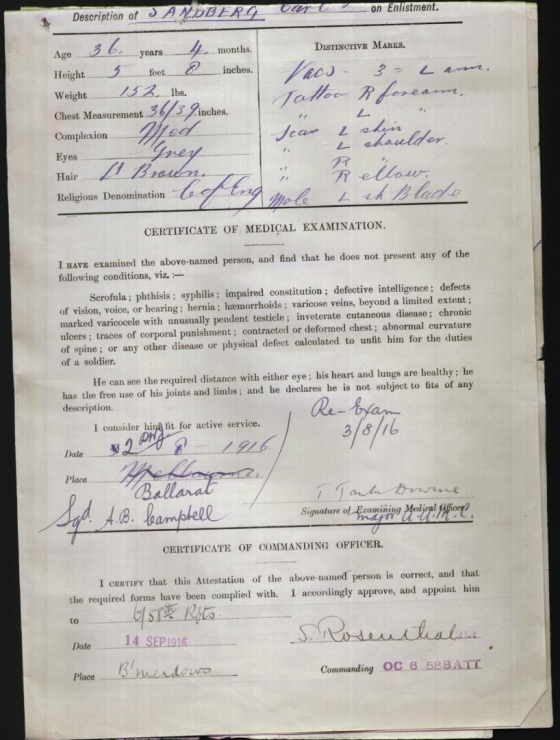 Description of SANDBERG Carl on Enlistment.
Age 36 years 4 months.
Height 5 feet 8 inches.
Weight 152 lbs.
Chest Measurement 36/39 inches.
Complexion Med
Eyes Grey
Hair Lt Brown.
Religious Denomination C of Eng
DISTINCTIVE MARKS.
Vacs - 3 = L arm.
Tattoo R forearm.
" L "
Scar L shin
" L shoulder.
" R "
" R elbow.
Mole L sh Blade
CERTIFICATE OF MEDICAL EXAMINATION.
I HAVE examined the above-named person, and find that he does not present any of the
following conditions, viz. :—
Scrofula ; phthisis ; syphilis ; impaired constitution ; defective intelligence ; defects
of vision, voice, or hearing ; hernia ; hæmorrhoids ; varicose veins, beyond a limited extent ;
marked varicocele with unusually pendent testicle ; inveterate cutaneous disease ; chronic
ulcers ; traces of corporal punishment ; contracted or deformed chest ; abnormal curvature
of spine ; or any other disease or physical defect calculated to unfit him for the duties
of a soldier.
He can see the required distance with either eye ; his heart and lungs are healthy ; he
has the free use of his joints and limbs ; and he declares he is not subject to fits of any
description.
I consider him fit for active service.
Re-Exam
3/8/16
Date 2nd 8 - 1916
Place Melbourne.
Ballarat
Sgd. A.B. Campbell
Signature of Examining Medical Officer.
Major A.A.M.C.
CERTIFICATE OF COMMANDING OFFICER.
I CERTIFY that this Attestation of the above-named person is correct, and that
the required forms have been complied with. I accordingly approve, and appoint him
to 6/58th Rfts.
Date 14 SEP 1916
S. Rosenthal
Place B'meadows
Commanding OC 6 58BATT